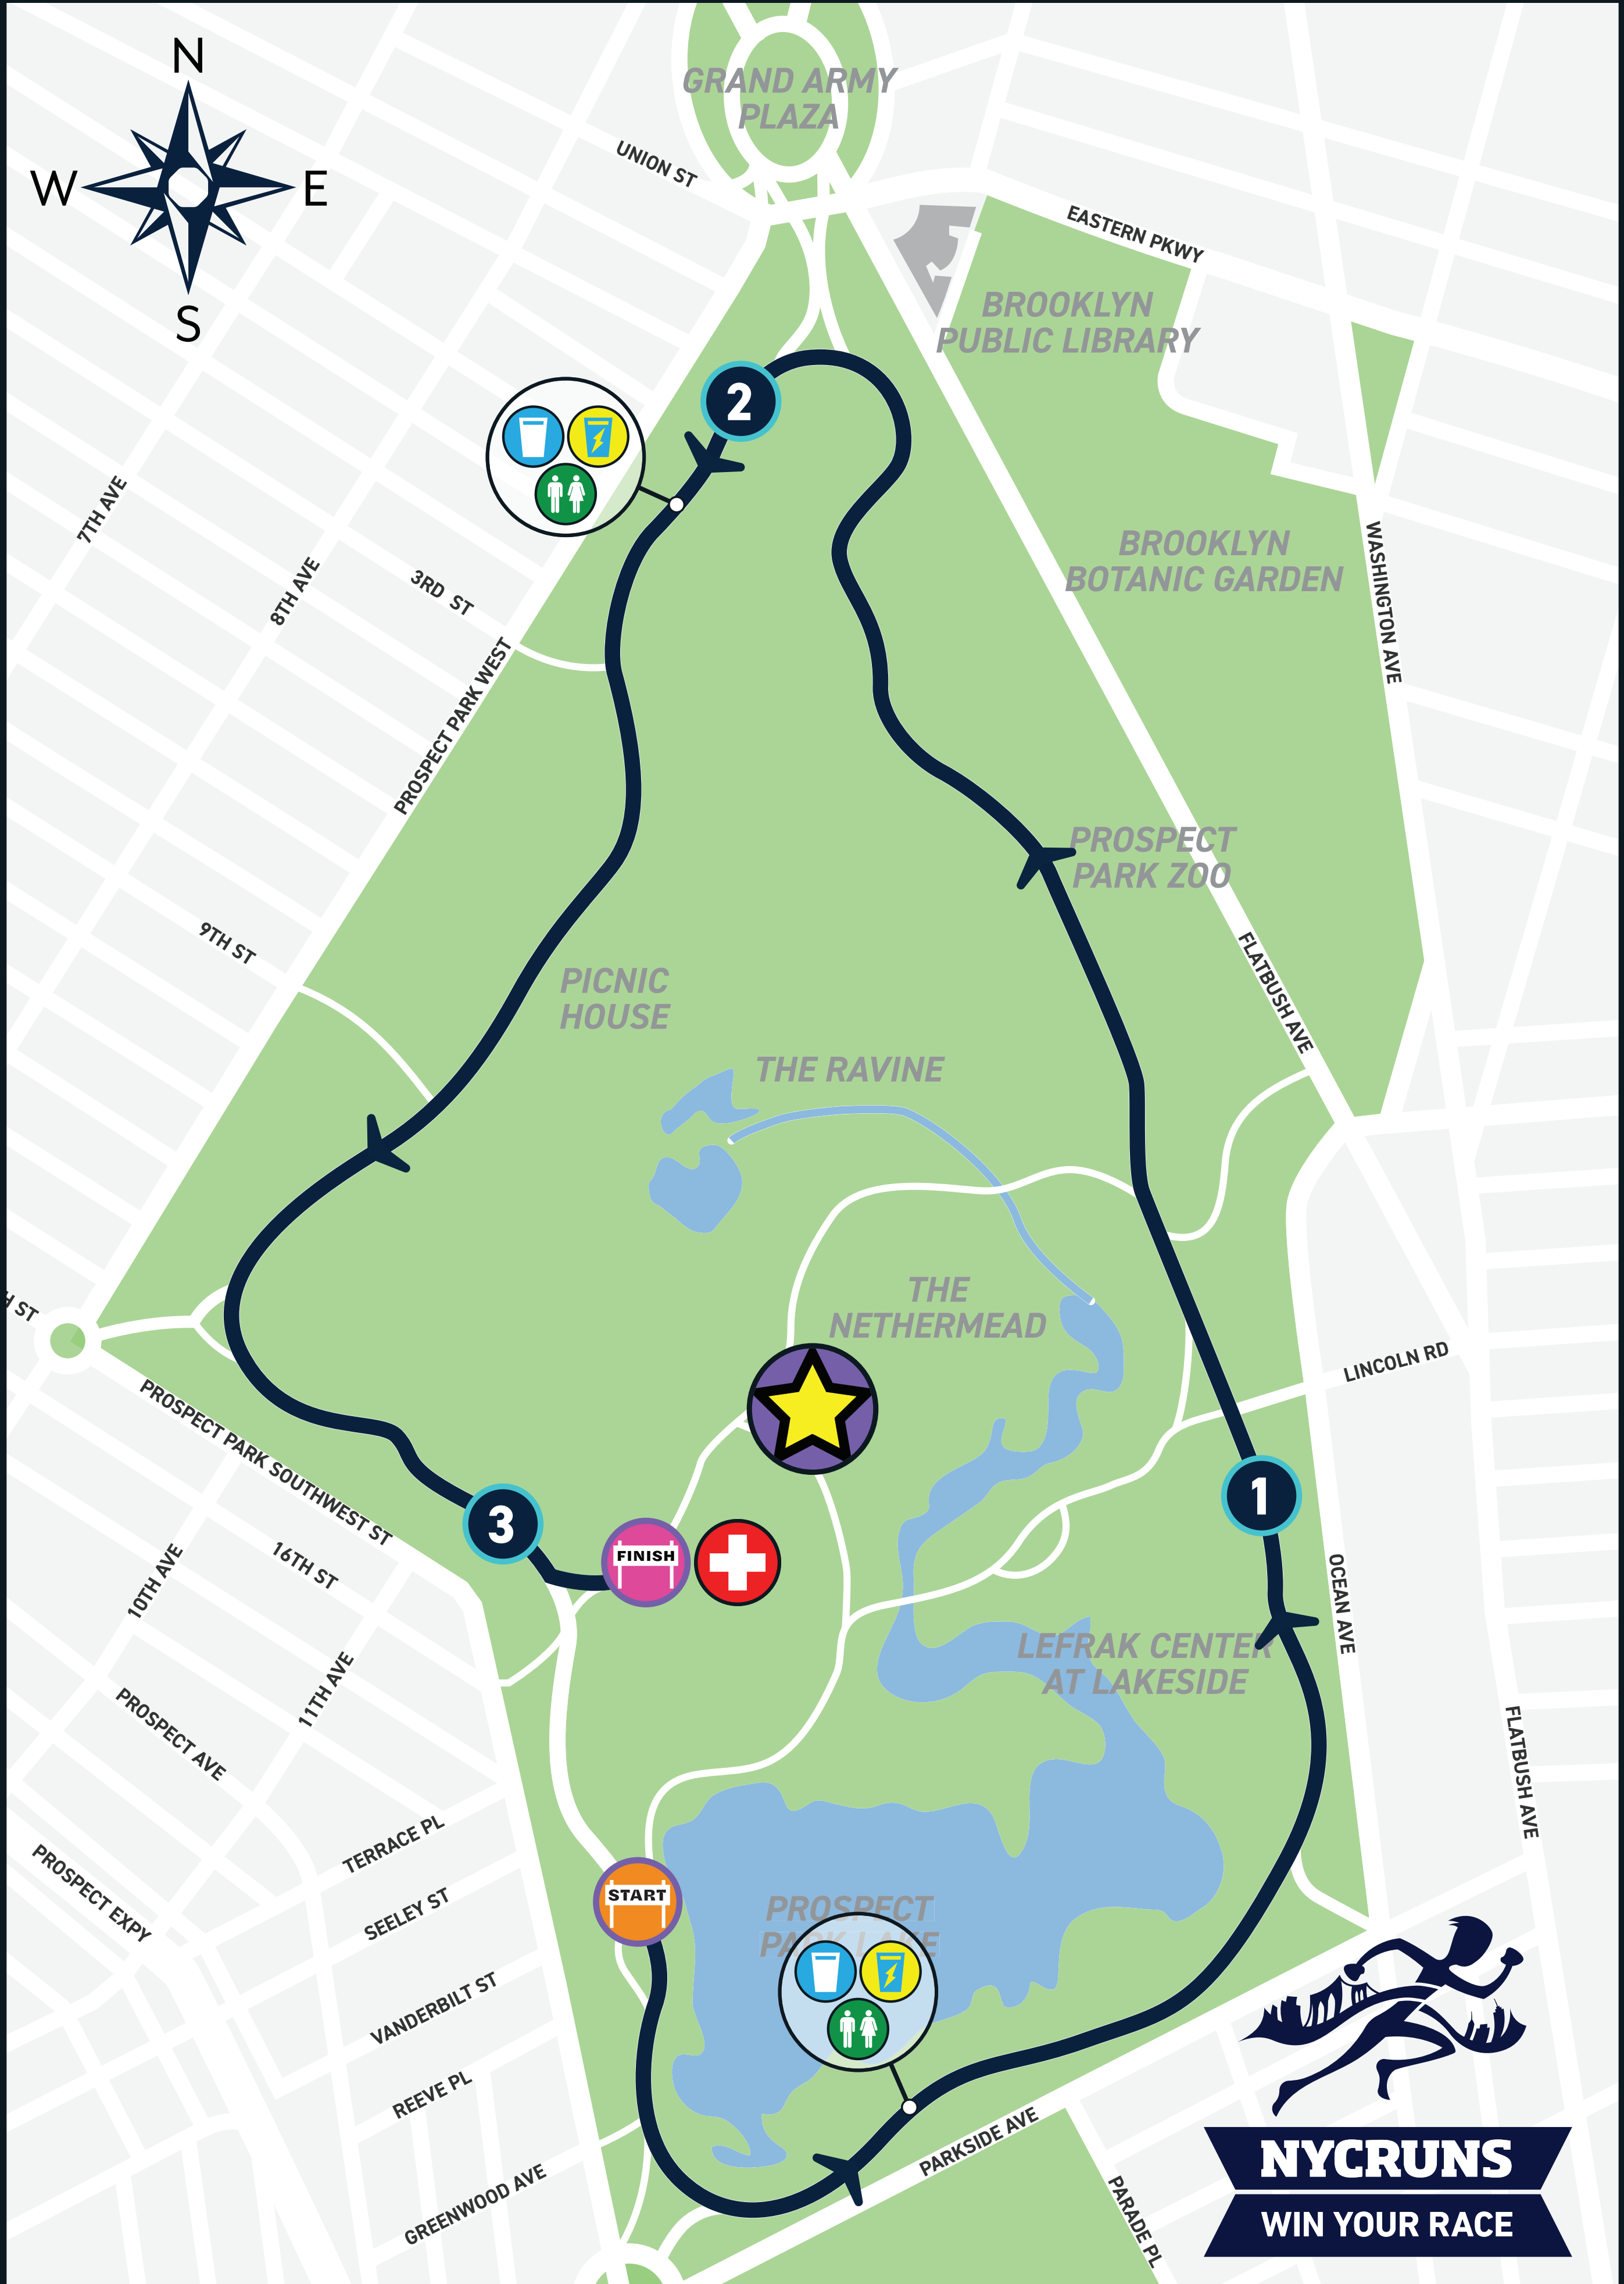 N
W
E
S
GRAND ARMY
PLAZA
UNION ST
EASTERN PKWY
BROOKLYN
PUBLIC LIBRARY
2
7TH AVE
8TH AVE
3RD ST
BROOKLYN
BOTANIC GARDEN
WASHINGTON AVE
PROSPECT PARK WEST
PROSPECT
PARK ZOO
9TH ST
FLATBUSH AVE
PICNIC
HOUSE
THE RAVINE
THE
NETHERMEAD
H ST
LINCOLN RD
PROSPECT PARK SOUTHWEST ST
1
3
FINISH
16TH ST
10TH AVE
OCEAN AVE
11TH AVE
LEFRAK CENTER
AT LAKESIDE
PROSPECT AVE
FLATBUSH AVE
TERRACE PL
PROSPECT EXPY
SEELEY ST
START
PROSPECT
PARK LAKE
VANDERBILT ST
REEVE PL
PARKSIDE AVE
GREENWOOD AVE
PARADE PL
NYCRUNS
WIN YOUR RACE